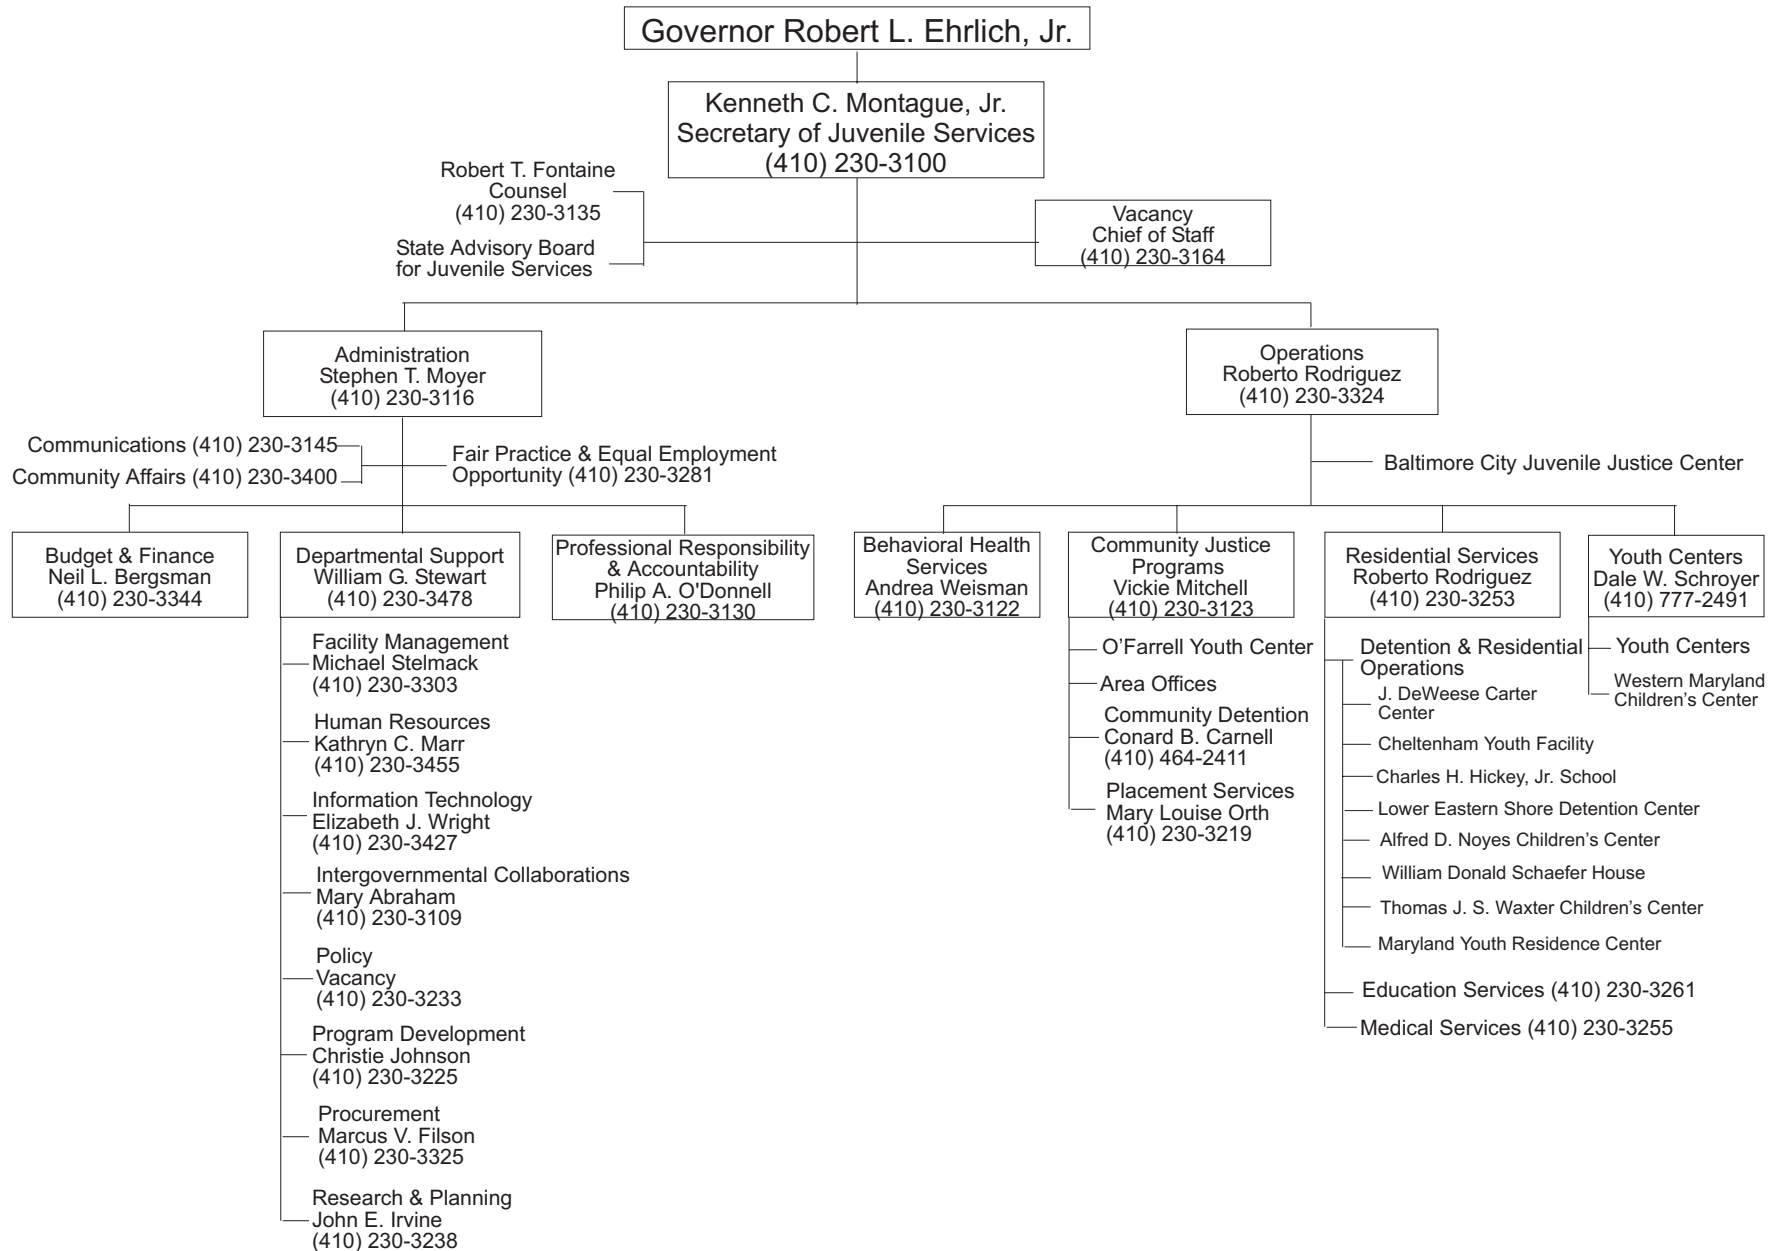 Governor Robert L. Ehrlich, Jr.
Kenneth C. Montague, Jr.
Secretary of Juvenile Services
(410) 230-3100
Robert T. Fontaine
Counsel
(410) 230-3135
State Advisory Board
for Juvenile Services
Vacancy
Chief of Staff
(410) 230-3164
Administration
Stephen T. Moyer
(410) 230-3116
Operations
Roberto Rodriguez
(410) 230-3324
Communications (410) 230-3145
Community Affairs (410) 230-3400
Fair Practice & Equal Employment
Opportunity (410) 230-3281
Baltimore City Juvenile Justice Center
Budget & Finance
Neil L. Bergsman
(410) 230-3344
Departmental Support
William G. Stewart
(410) 230-3478
Professional Responsibility
& Accountability
Philip A. O'Donnell
(410) 230-3130
Behavioral Health
Services
Andrea Weisman
(410) 230-3122
Community Justice
Programs
Vickie Mitchell
(410) 230-3123
Residential Services
Roberto Rodriguez
(410) 230-3253
Youth Centers
Dale W. Schroyer
(410) 777-2491
Facility Management
Michael Stelmack
(410) 230-3303
Human Resources
Kathryn C. Marr
(410) 230-3455
Information Technology
Elizabeth J. Wright
(410) 230-3427
Intergovernmental Collaborations
Mary Abraham
(410) 230-3109
Policy
Vacancy
(410) 230-3233
Program Development
Christie Johnson
(410) 230-3225
Procurement
Marcus V. Filson
(410) 230-3325
Research & Planning
John E. Irvine
(410) 230-3238
O’Farrell Youth Center
Area Offices
Community Detention
Conard B. Carnell
(410) 464-2411
Placement Services
Mary Louise Orth
(410) 230-3219
Detention & Residential
Operations
J. DeWeese Carter
Center
Cheltenham Youth Facility
Charles H. Hickey, Jr. School
Lower Eastern Shore Detention Center
Alfred D. Noyes Children’s Center
William Donald Schaefer House
Thomas J. S. Waxter Children’s Center
Maryland Youth Residence Center
Education Services (410) 230-3261
Medical Services (410) 230-3255
Youth Centers
Western Maryland
Children’s Center